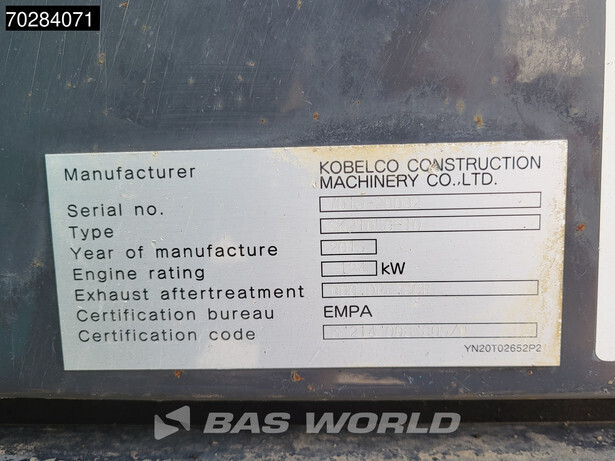 70284071
Manufacturer KOBELCO CONSTRUCTION
MACHINERY CO.,LTD.
Serial no.
Type
Year of manufacture
Engine rating kW
Exhaust aftertreatment
Certification bureau EMPA
Certification code
YN20T02652P2
BAS WORLD